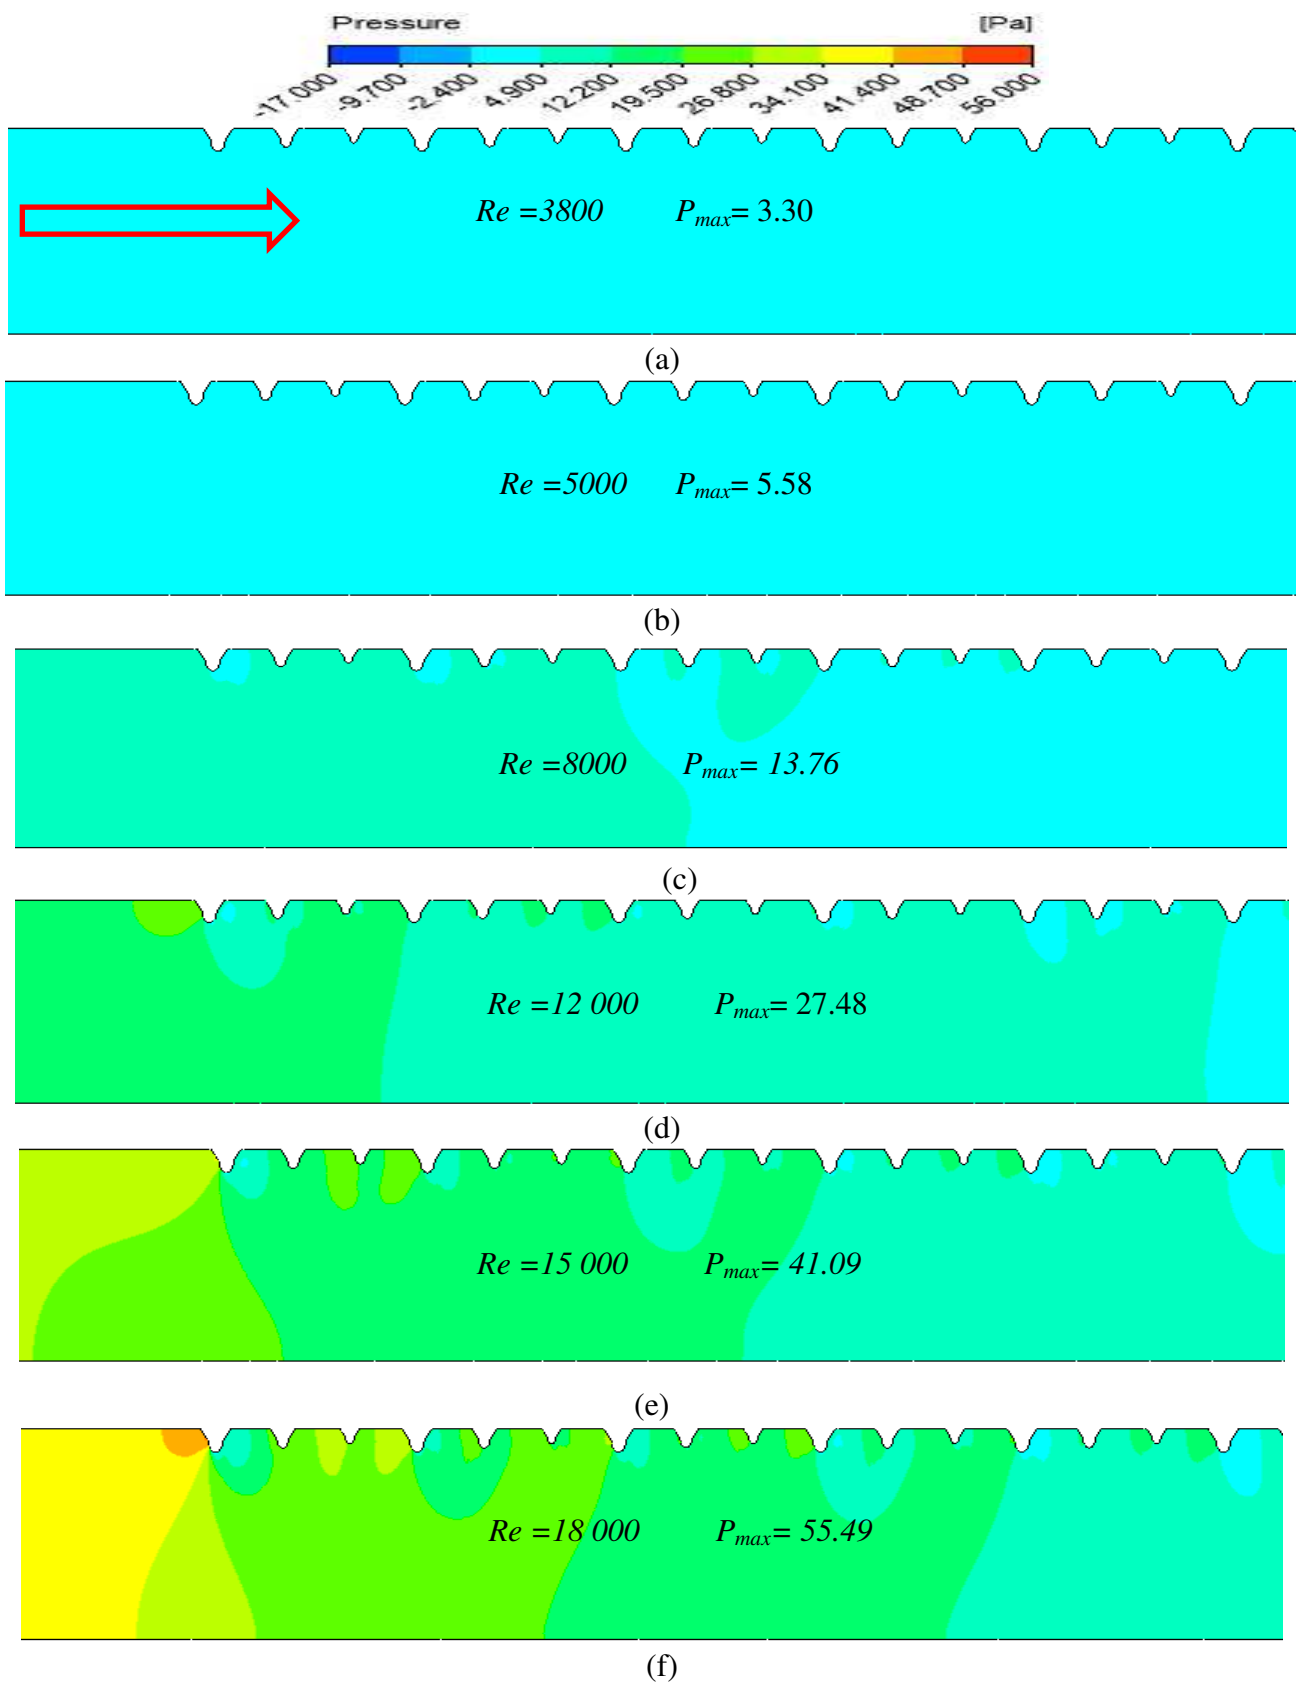 Pressure [Pa]
-17.000 -9.700 -2.400 4.900 12.200 19.500 26.800 34.100 41.400 48.700 56.000
Re =3800 Pmax= 3.30
(a)
Re =5000 Pmax= 5.58
(b)
Re =8000 Pmax= 13.76
(c)
Re =12 000 Pmax= 27.48
(d)
Re =15 000 Pmax= 41.09
(e)
Re =18 000 Pmax= 55.49
(f)